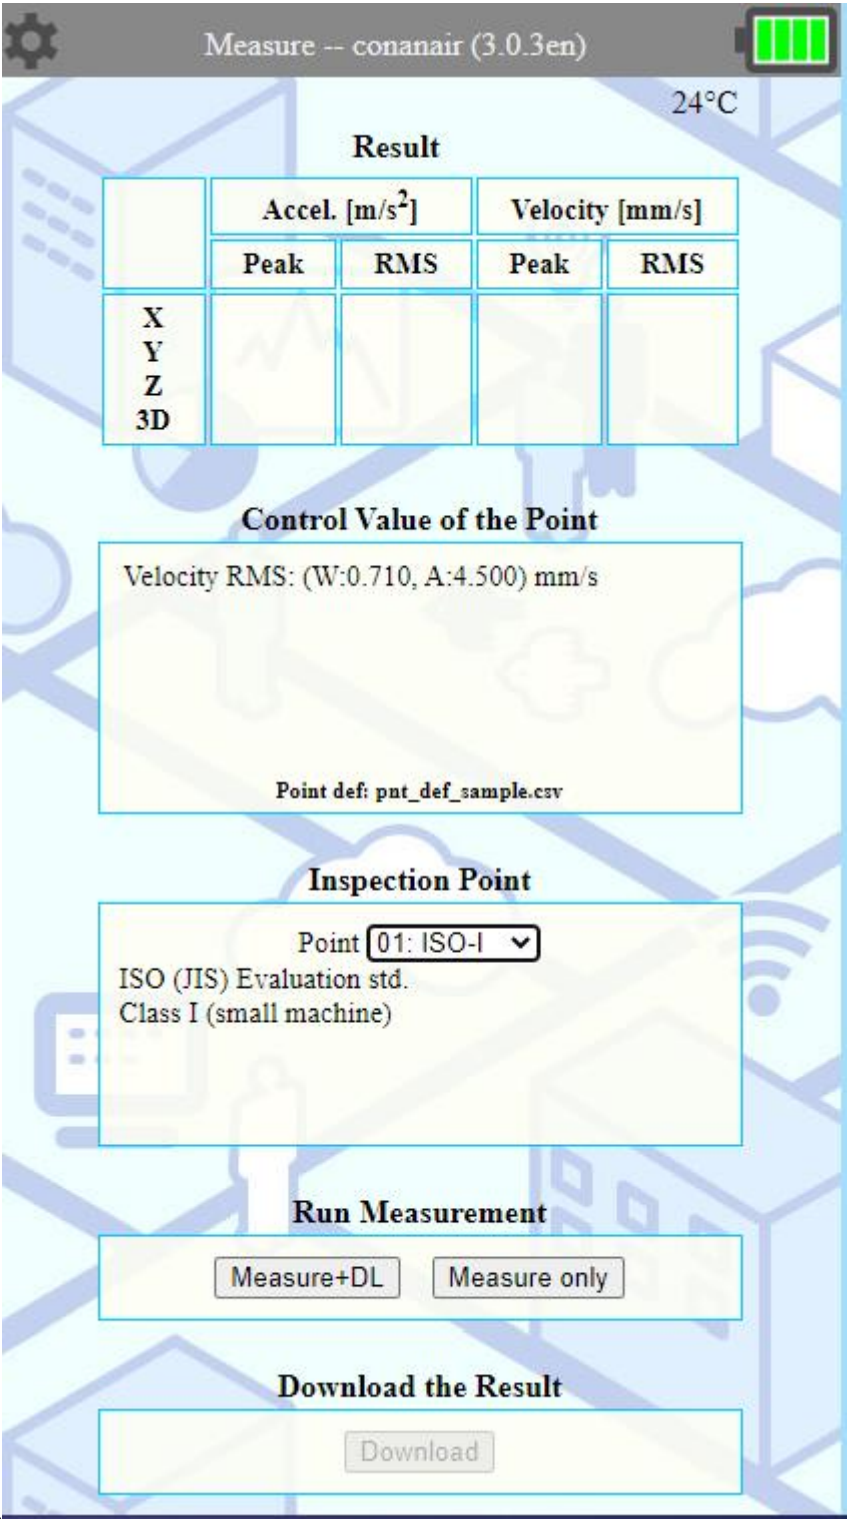 Measure -- conanair (3.0.3en)
24°C
Result
Accel. [m/s²] Velocity [mm/s]
Peak RMS Peak RMS
X
Y
Z
3D
Control Value of the Point
Velocity RMS: (W:0.710, A:4.500) mm/s
Point def: pnt_def_sample.csv
Inspection Point
Point 01: ISO-I
ISO (JIS) Evaluation std.
Class I (small machine)
Run Measurement
Measure+DL Measure only
Download the Result
Download